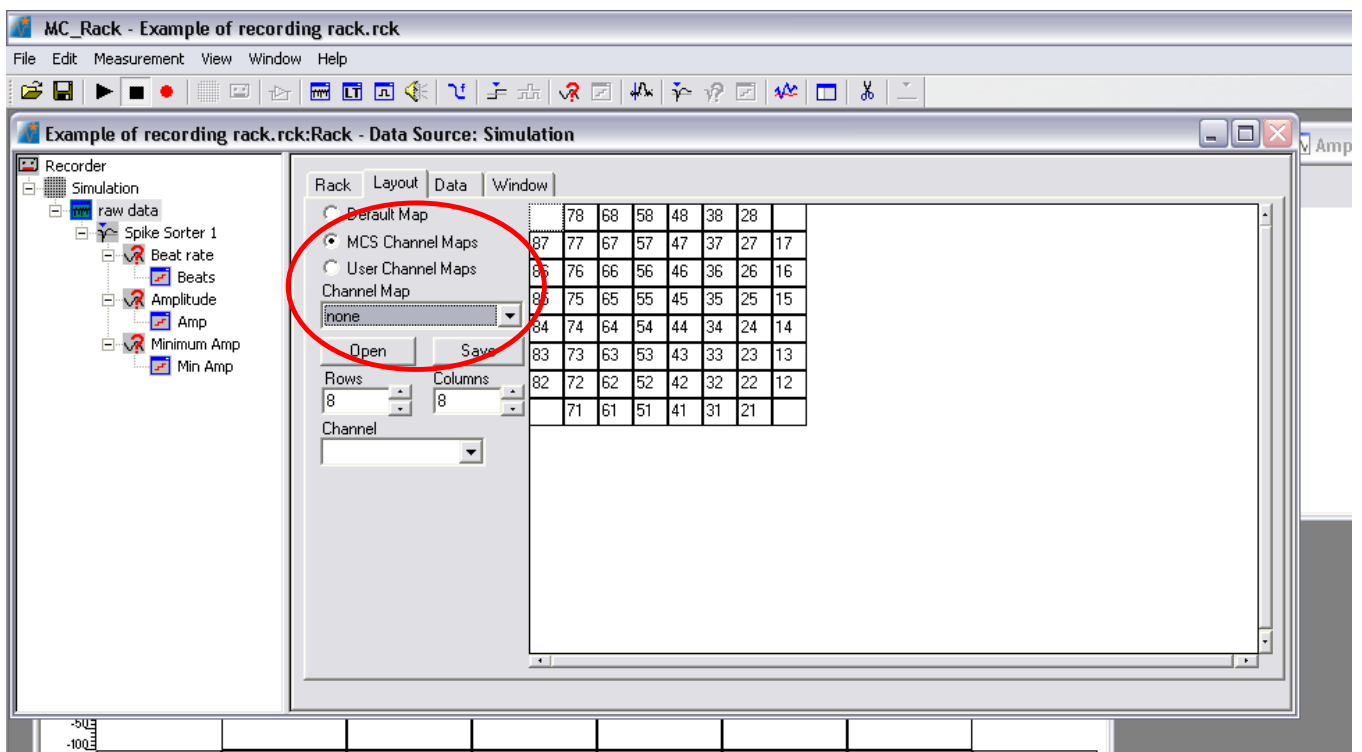 MC_Rack - Example of recording rack.rck
File Edit Measurement View Window Help
LT
Example of recording rack.rck:Rack - Data Source: Simulation
Amp
Recorder
Simulation
raw data
Spike Sorter 1
Beat rate
Beats
Amplitude
Amp
Minimum Amp
Min Amp
Rack Layout Data Window
Default Map
MCS Channel Maps
User Channel Maps
Channel Map
none
Open Save
Rows Columns
8 8
Channel
78 68 58 48 38 28
87 77 67 57 47 37 27 17
86 76 66 56 46 36 26 16
85 75 65 55 45 35 25 15
84 74 64 54 44 34 24 14
83 73 63 53 43 33 23 13
82 72 62 52 42 32 22 12
71 61 51 41 31 21
-50
-100